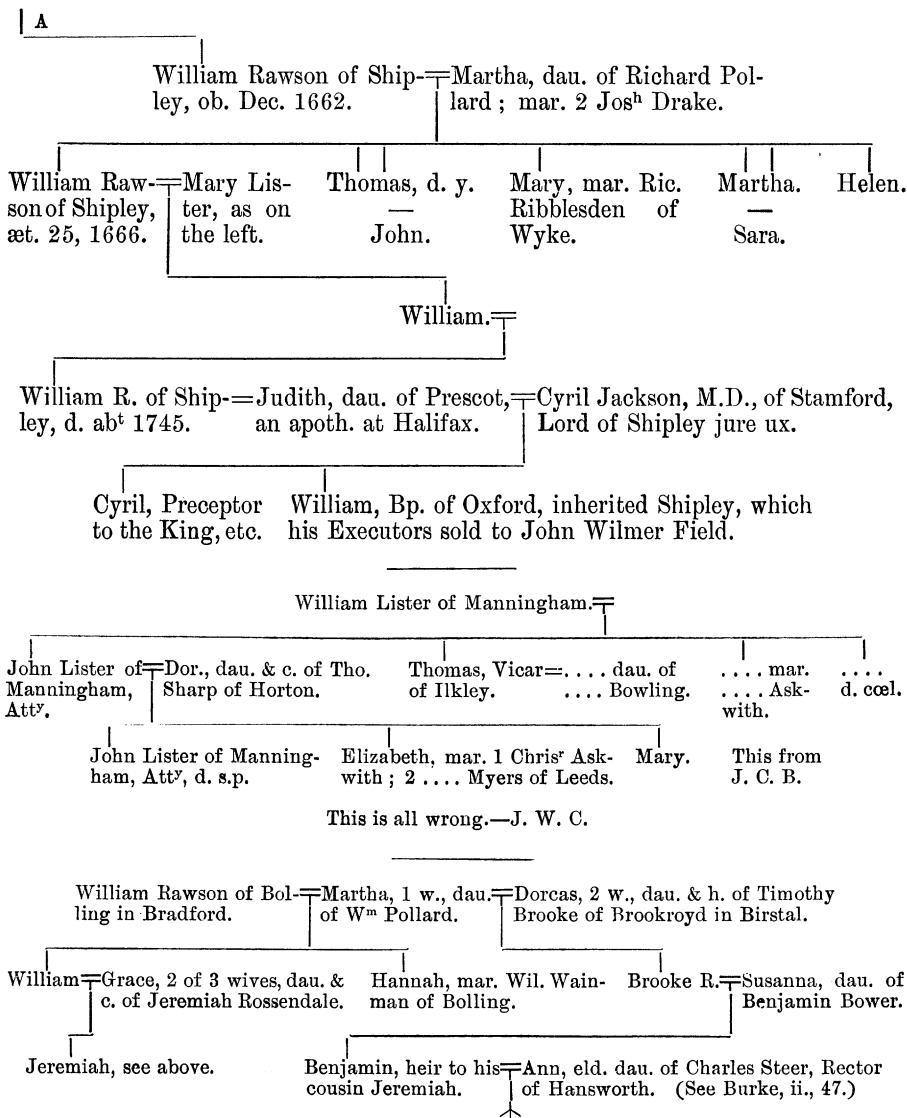 A
William Rawson of Ship-
ley, ob. Dec. 1662.
Martha, dau. of Richard Pol-
lard ; mar. 2 Josʰ Drake.
William Raw-
son of Shipley,
æt. 25, 1666.
Mary Lis-
ter, as on
the left.
Thomas, d. y.
—
John.
Mary, mar. Ric.
Ribblesden of
Wyke.
Martha.
—
Sara.
Helen.
William.
William R. of Ship-
ley, d. abᵗ 1745.
Judith, dau. of Prescot,
an apoth. at Halifax.
Cyril Jackson, M.D., of Stamford,
Lord of Shipley jure ux.
Cyril, Preceptor
to the King, etc.
William, Bp. of Oxford, inherited Shipley, which
his Executors sold to John Wilmer Field.
William Lister of Manningham.
John Lister of
Manningham,
Attʸ.
Dor., dau. & c. of Tho.
Sharp of Horton.
Thomas, Vicar
of Ilkley.
.... dau. of
.... Bowling.
.... mar.
.... Ask-
with.
....
d. cœl.
John Lister of Manning-
ham, Attʸ, d. s.p.
Elizabeth, mar. 1 Chrisʳ Ask-
with ; 2 .... Myers of Leeds.
Mary.
This from
J. C. B.
This is all wrong.—J. W. C.
William Rawson of Bol-
ling in Bradford.
Martha, 1 w., dau.
of Wᵐ Pollard.
Dorcas, 2 w., dau. & h. of Timothy
Brooke of Brookroyd in Birstal.
William
Grace, 2 of 3 wives, dau. &
c. of Jeremiah Rossendale.
Hannah, mar. Wil. Wain-
man of Bolling.
Brooke R.
Susanna, dau. of
Benjamin Bower.
Jeremiah, see above.
Benjamin, heir to his
cousin Jeremiah.
Ann, eld. dau. of Charles Steer, Rector
of Hansworth. (See Burke, ii., 47.)